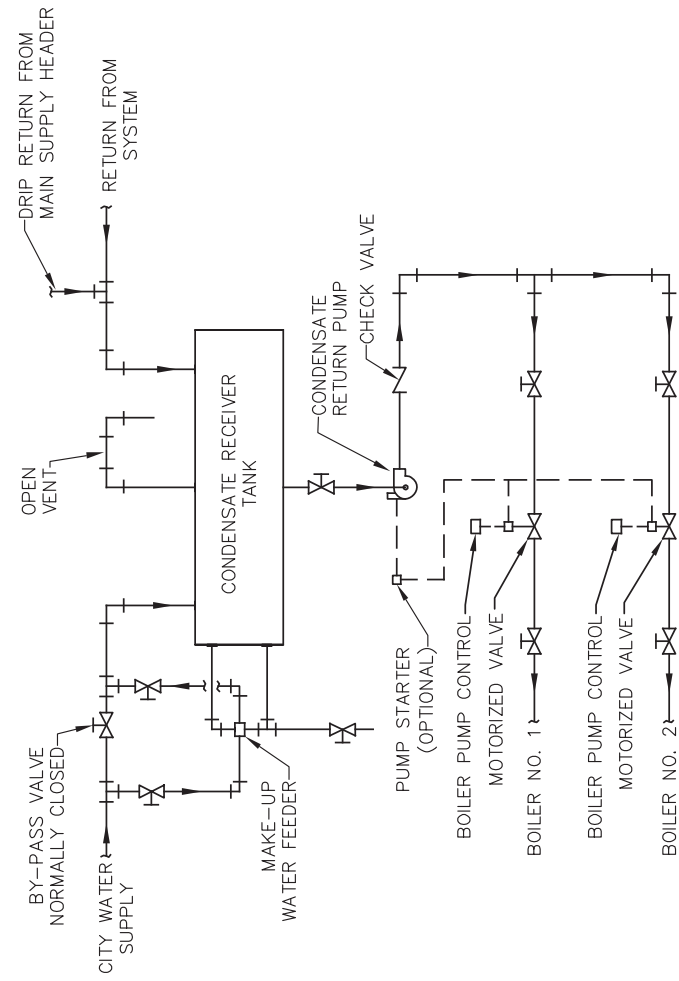 DRIP RETURN FROM
MAIN SUPPLY HEADER
RETURN FROM
SYSTEM
OPEN
VENT
BY-PASS VALVE
NORMALLY CLOSED
CITY WATER
SUPPLY
CONDENSATE RECEIVER
TANK
MAKE-UP
WATER FEEDER
CONDENSATE
RETURN PUMP
CHECK VALVE
PUMP STARTER
(OPTIONAL)
BOILER PUMP CONTROL
MOTORIZED VALVE
BOILER NO. 1
BOILER PUMP CONTROL
MOTORIZED VALVE
BOILER NO. 2